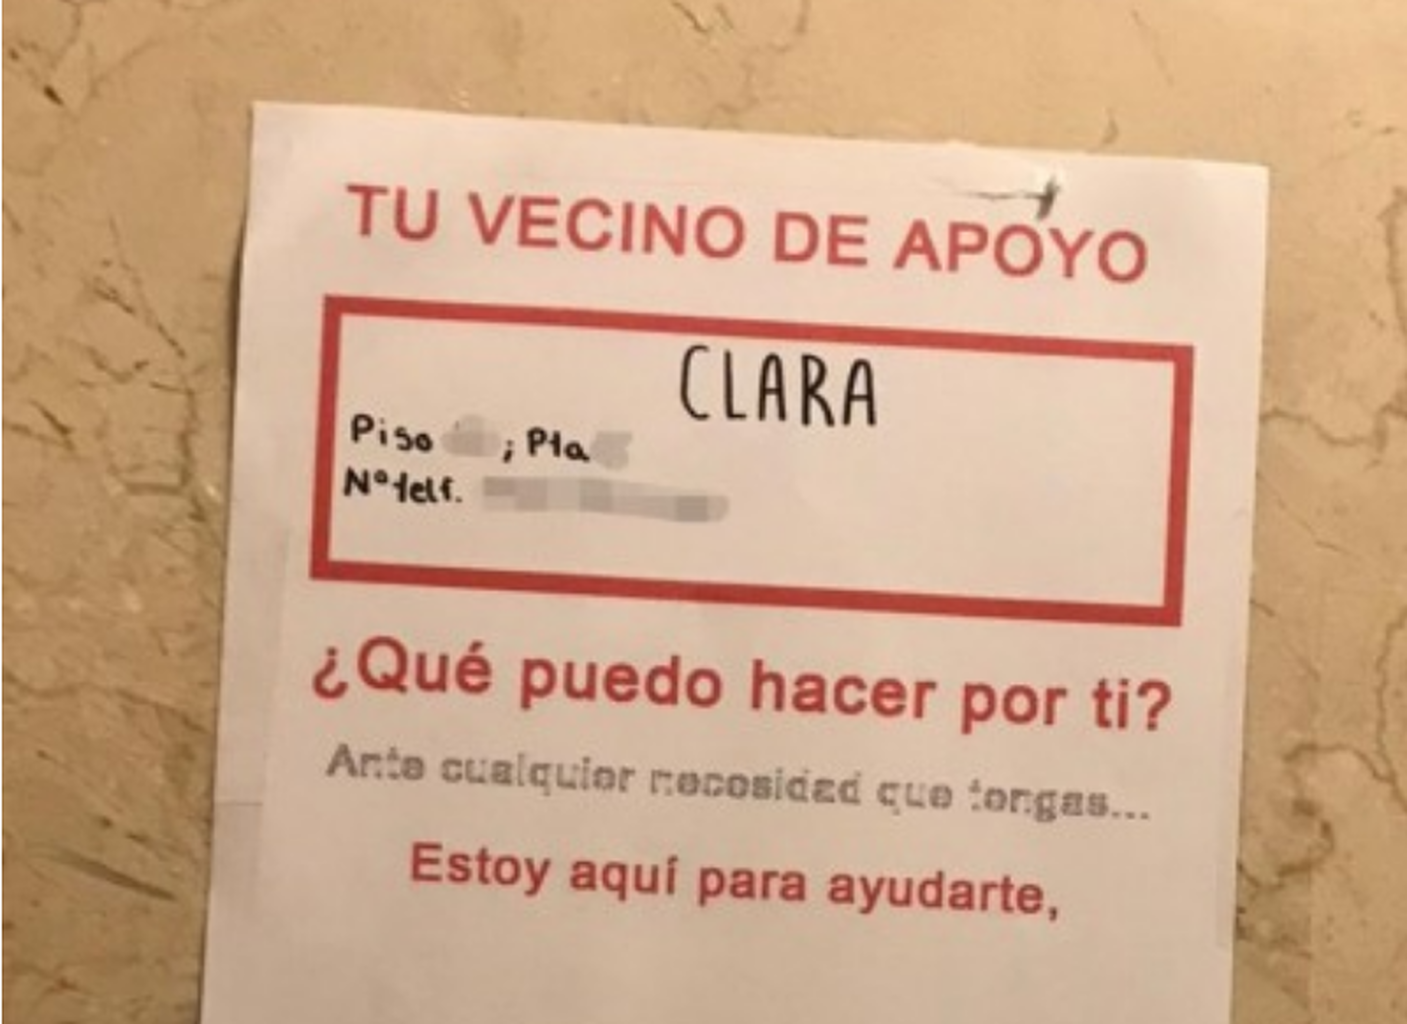 TU VECINO DE APOYO
CLARA
Piso ; Pta
Nº telf.
¿Qué puedo hacer por ti?
Ante cualquier necesidad que tengas...
Estoy aquí para ayudarte,